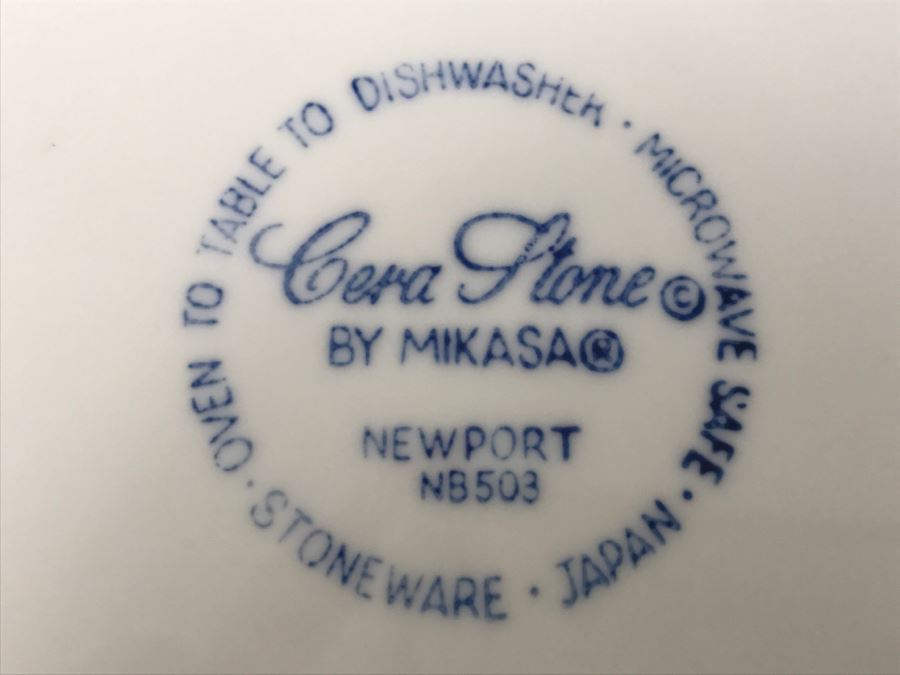 OVEN TO TABLE TO DISHWASHER · MICROWAVE SAFE · JAPAN · STONEWARE ·
Cera Stone ©
BY MIKASA®
NEWPORT
NB503